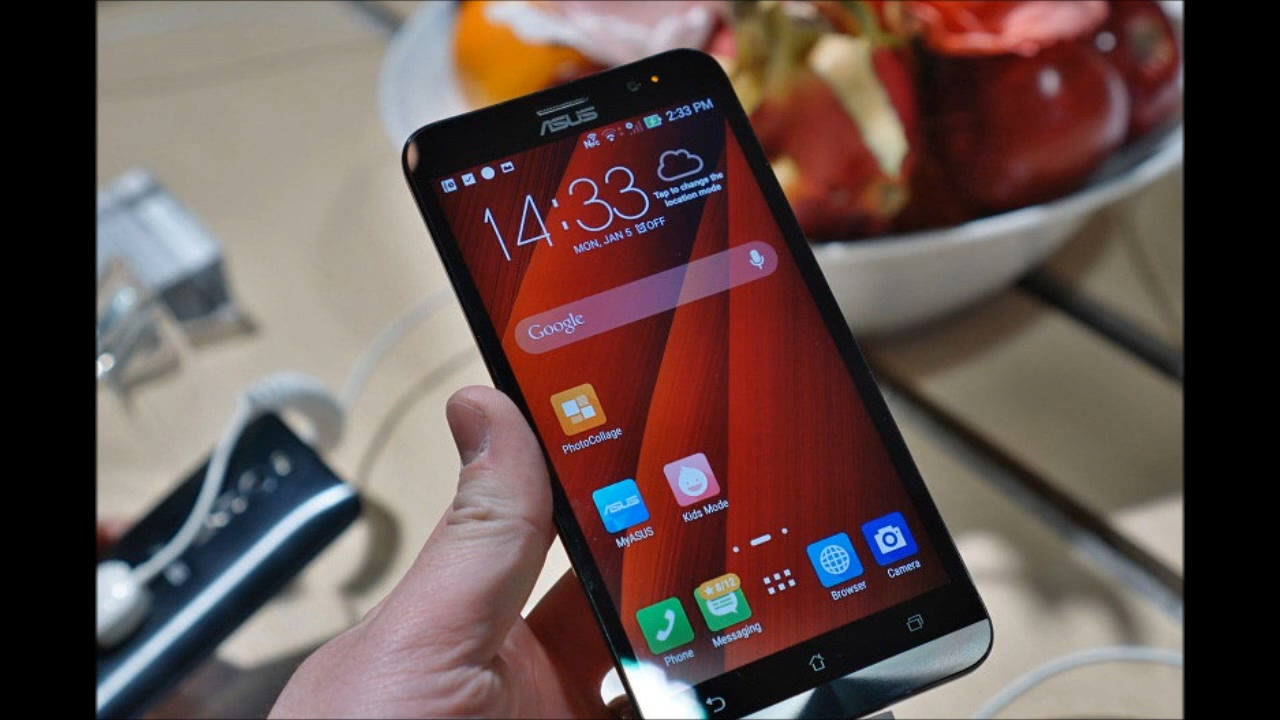 ASUS
NFC
2:33 PM
14:33
Tap to change the
location mode
MON, JAN 5 OFF
Google
PhotoCollage
ASUS
MyASUS
Kids Mode
8/12
Phone
Messaging
Browser
Camera